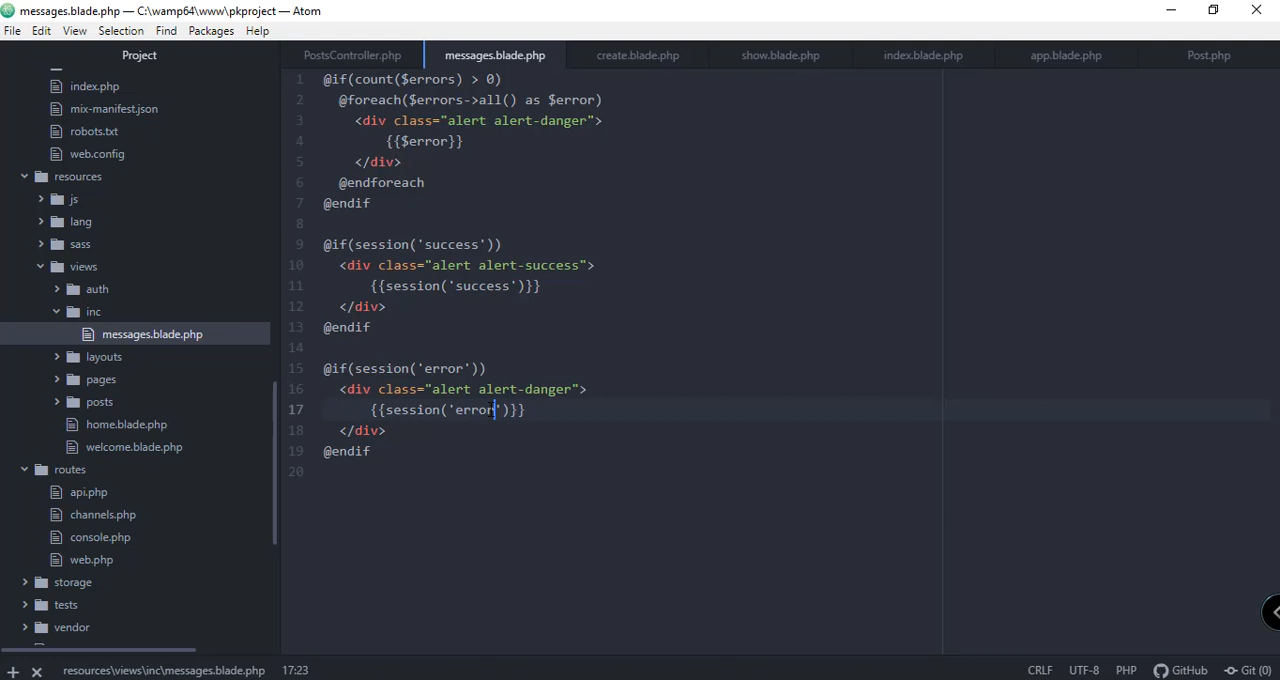 messages.blade.php — C:\wamp64\www\pkproject — Atom
File Edit View Selection Find Packages Help
Project
index.php
mix-manifest.json
robots.txt
web.config
resources
js
lang
sass
views
auth
inc
messages.blade.php
layouts
pages
posts
home.blade.php
welcome.blade.php
routes
api.php
channels.php
console.php
web.php
storage
tests
vendor
PostsController.php messages.blade.php create.blade.php show.blade.php index.blade.php app.blade.php Post.php
1 @if(count($errors) > 0)
2 @foreach($errors->all() as $error)
3 <div class="alert alert-danger">
4 {{$error}}
5 </div>
6 @endforeach
7 @endif
8
9 @if(session('success'))
10 <div class="alert alert-success">
11 {{session('success')}}
12 </div>
13 @endif
14
15 @if(session('error'))
16 <div class="alert alert-danger">
17 {{session('error')}}
18 </div>
19 @endif
20
resources\views\inc\messages.blade.php 17:23 CRLF UTF-8 PHP GitHub Git (0)